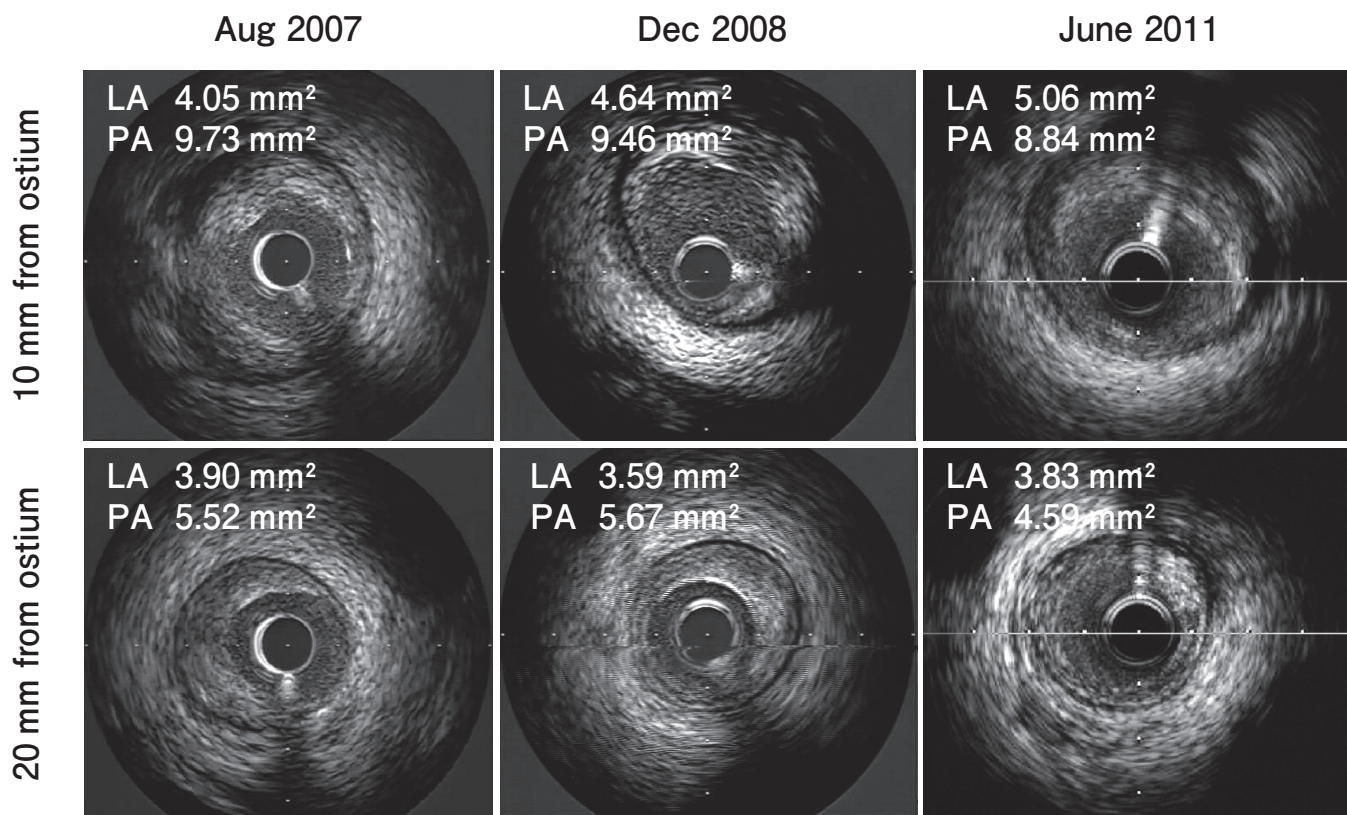 Aug 2007
Dec 2008
June 2011
10 mm from ostium
LA 4.05 mm²
PA 9.73 mm²
LA 4.64 mm²
PA 9.46 mm²
LA 5.06 mm²
PA 8.84 mm²
20 mm from ostium
LA 3.90 mm²
PA 5.52 mm²
LA 3.59 mm²
PA 5.67 mm²
LA 3.83 mm²
PA 4.59 mm²